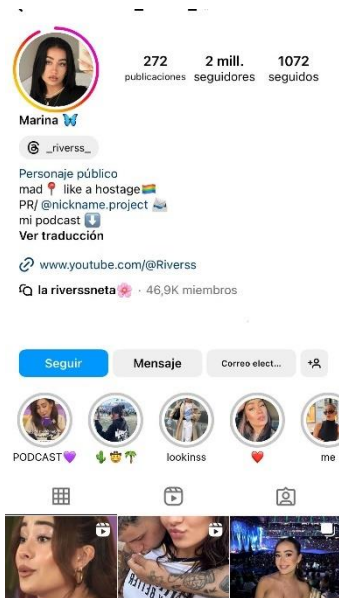 272 2 mill. 1072
publicaciones seguidores seguidos
Marina 🦋
_riverss_
Personaje público
mad📍 like a hostage🏳️‍🌈
PR/ @nickname.project 📨
mi podcast ⬇️
Ver traducción
www.youtube.com/@Riverss
la riverssneta🌸 · 46,9K miembros
Seguir Mensaje Correo elect...
PODCAST💜 🌵🤠🌴 lookinss ❤️ me